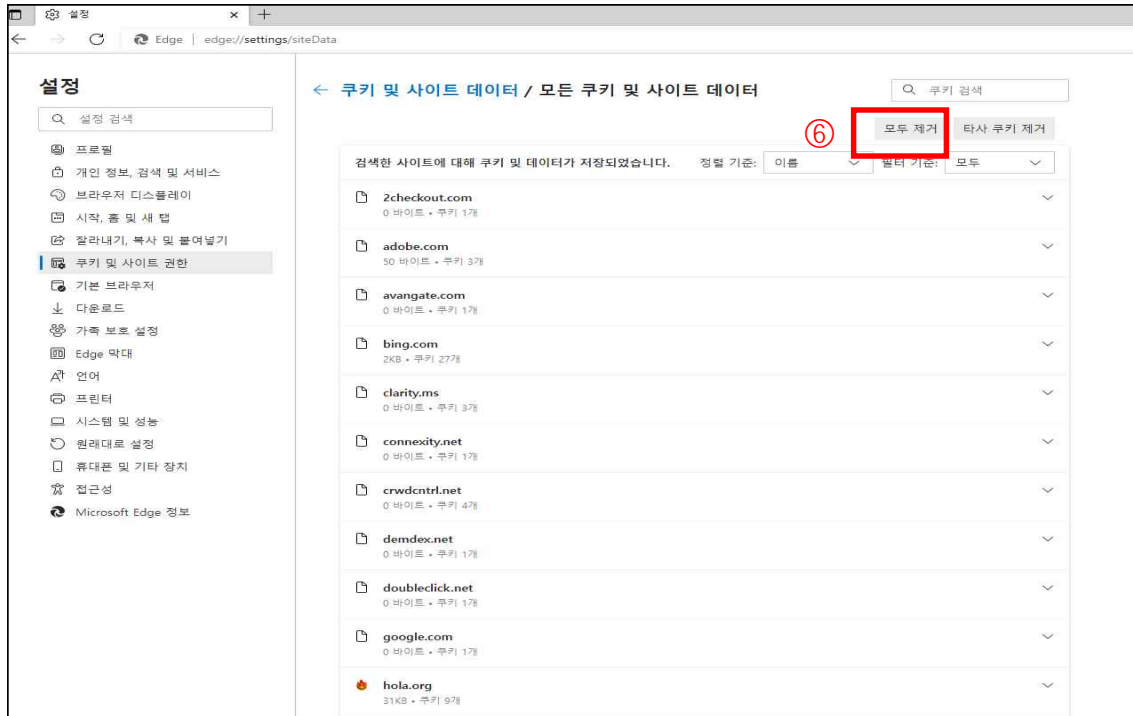 설정
Edge | edge://settings/siteData
설정
설정 검색
프로필
개인 정보, 검색 및 서비스
브라우저 디스플레이
시작, 홈 및 새 탭
잘라내기, 복사 및 붙여넣기
쿠키 및 사이트 권한
기본 브라우저
다운로드
가족 보호 설정
Edge 막대
언어
프린터
시스템 및 성능
원래대로 설정
휴대폰 및 기타 장치
접근성
Microsoft Edge 정보
쿠키 및 사이트 데이터 / 모든 쿠키 및 사이트 데이터
쿠키 검색
⑥ 모두 제거 타사 쿠키 제거
검색한 사이트에 대해 쿠키 및 데이터가 저장되었습니다. 정렬 기준: 이름 필터 기준: 모두
2checkout.com
0 바이트 • 쿠키 1개
adobe.com
50 바이트 • 쿠키 3개
avangate.com
0 바이트 • 쿠키 1개
bing.com
2KB • 쿠키 27개
clarity.ms
0 바이트 • 쿠키 3개
connexity.net
0 바이트 • 쿠키 1개
crwdcntrl.net
0 바이트 • 쿠키 4개
demdex.net
0 바이트 • 쿠키 1개
doubleclick.net
0 바이트 • 쿠키 1개
google.com
0 바이트 • 쿠키 1개
hola.org
31KB • 쿠키 9개